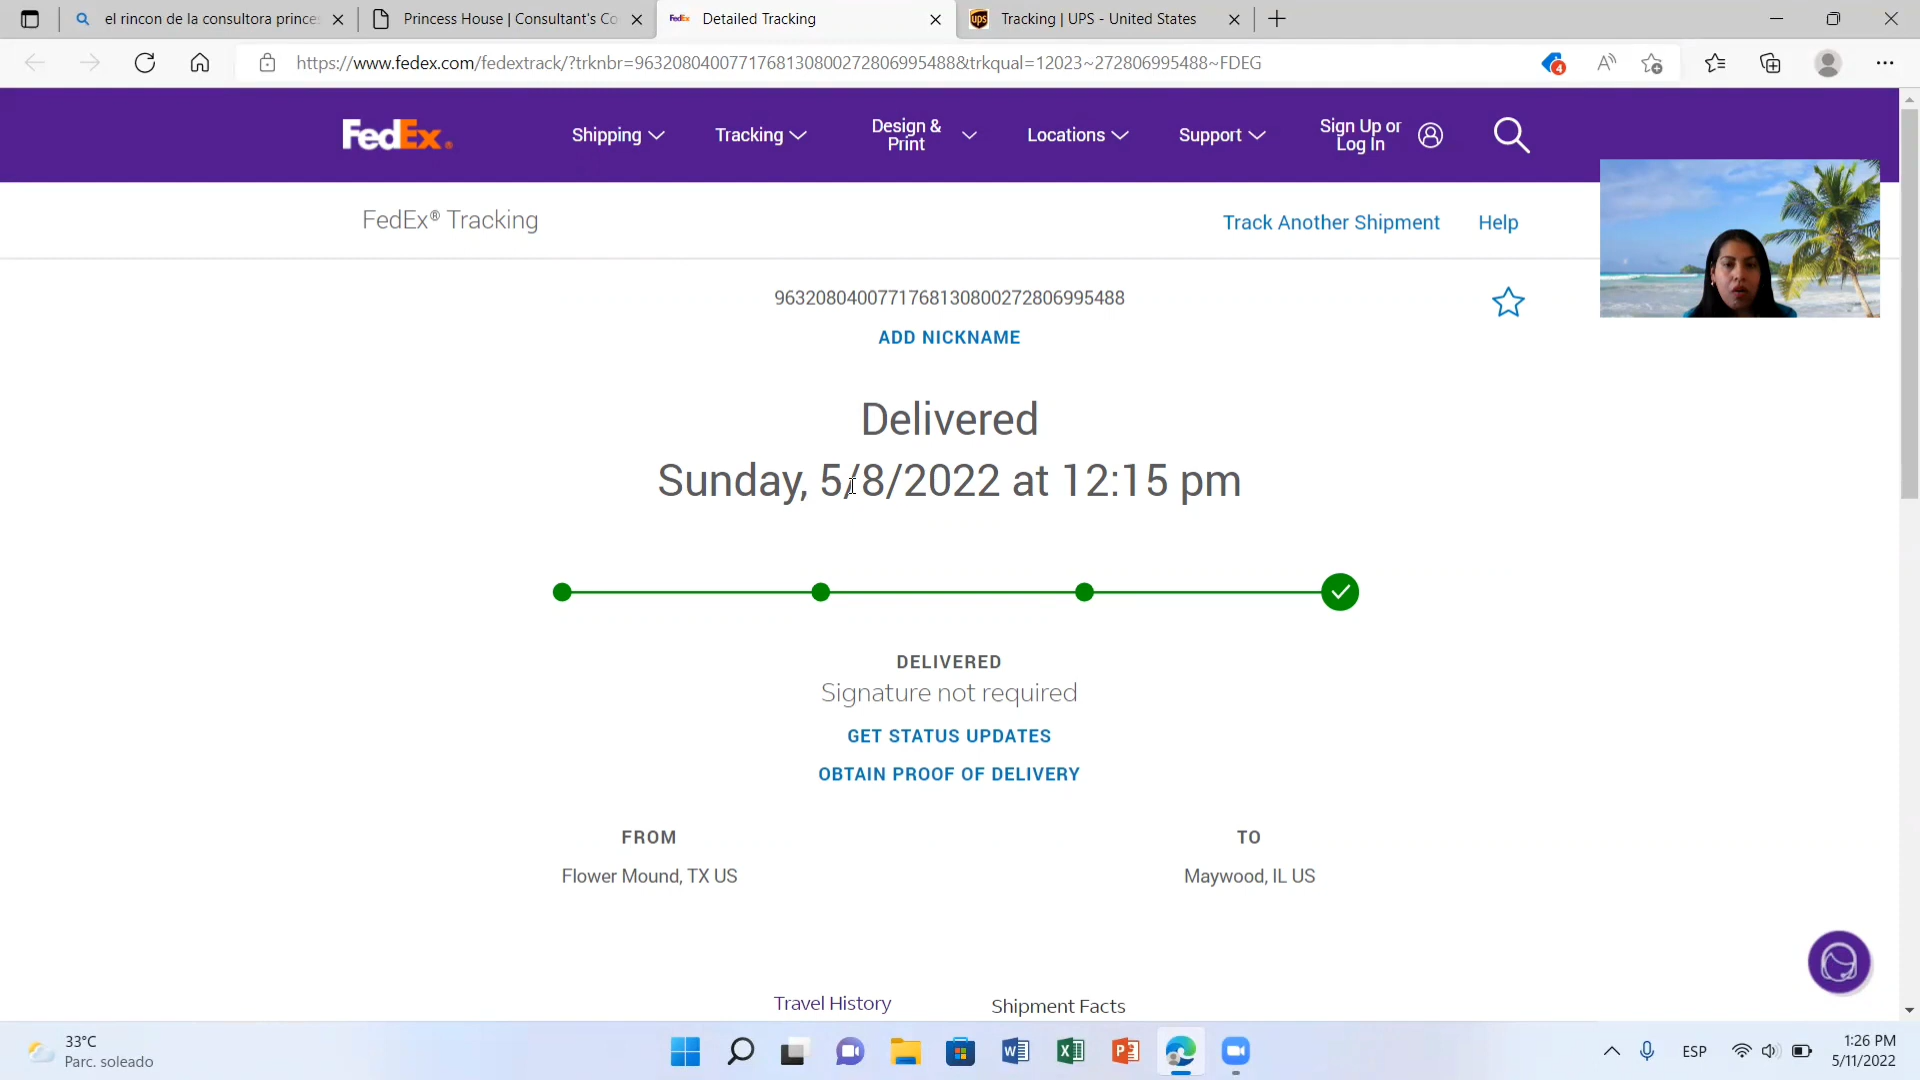 el rincon de la consultora prince
Princess House | Consultant's Co
FedEx
Detailed Tracking
ups
Tracking | UPS - United States
https://www.fedex.com/fedextrack/?trknbr=9632080400771768130800272806995488&trkqual=12023~272806995488~FDEG
4
FedEx®
Shipping
Tracking
Design &
Print
Locations
Support
Sign Up or
Log In
FedEx® Tracking
Track Another Shipment
Help
9632080400771768130800272806995488
ADD NICKNAME
Delivered
Sunday, 5/8/2022 at 12:15 pm
DELIVERED
Signature not required
GET STATUS UPDATES
OBTAIN PROOF OF DELIVERY
FROM
TO
Flower Mound, TX US
Maywood, IL US
Travel History
Shipment Facts
33°C
Parc. soleado
ESP
1:26 PM
5/11/2022